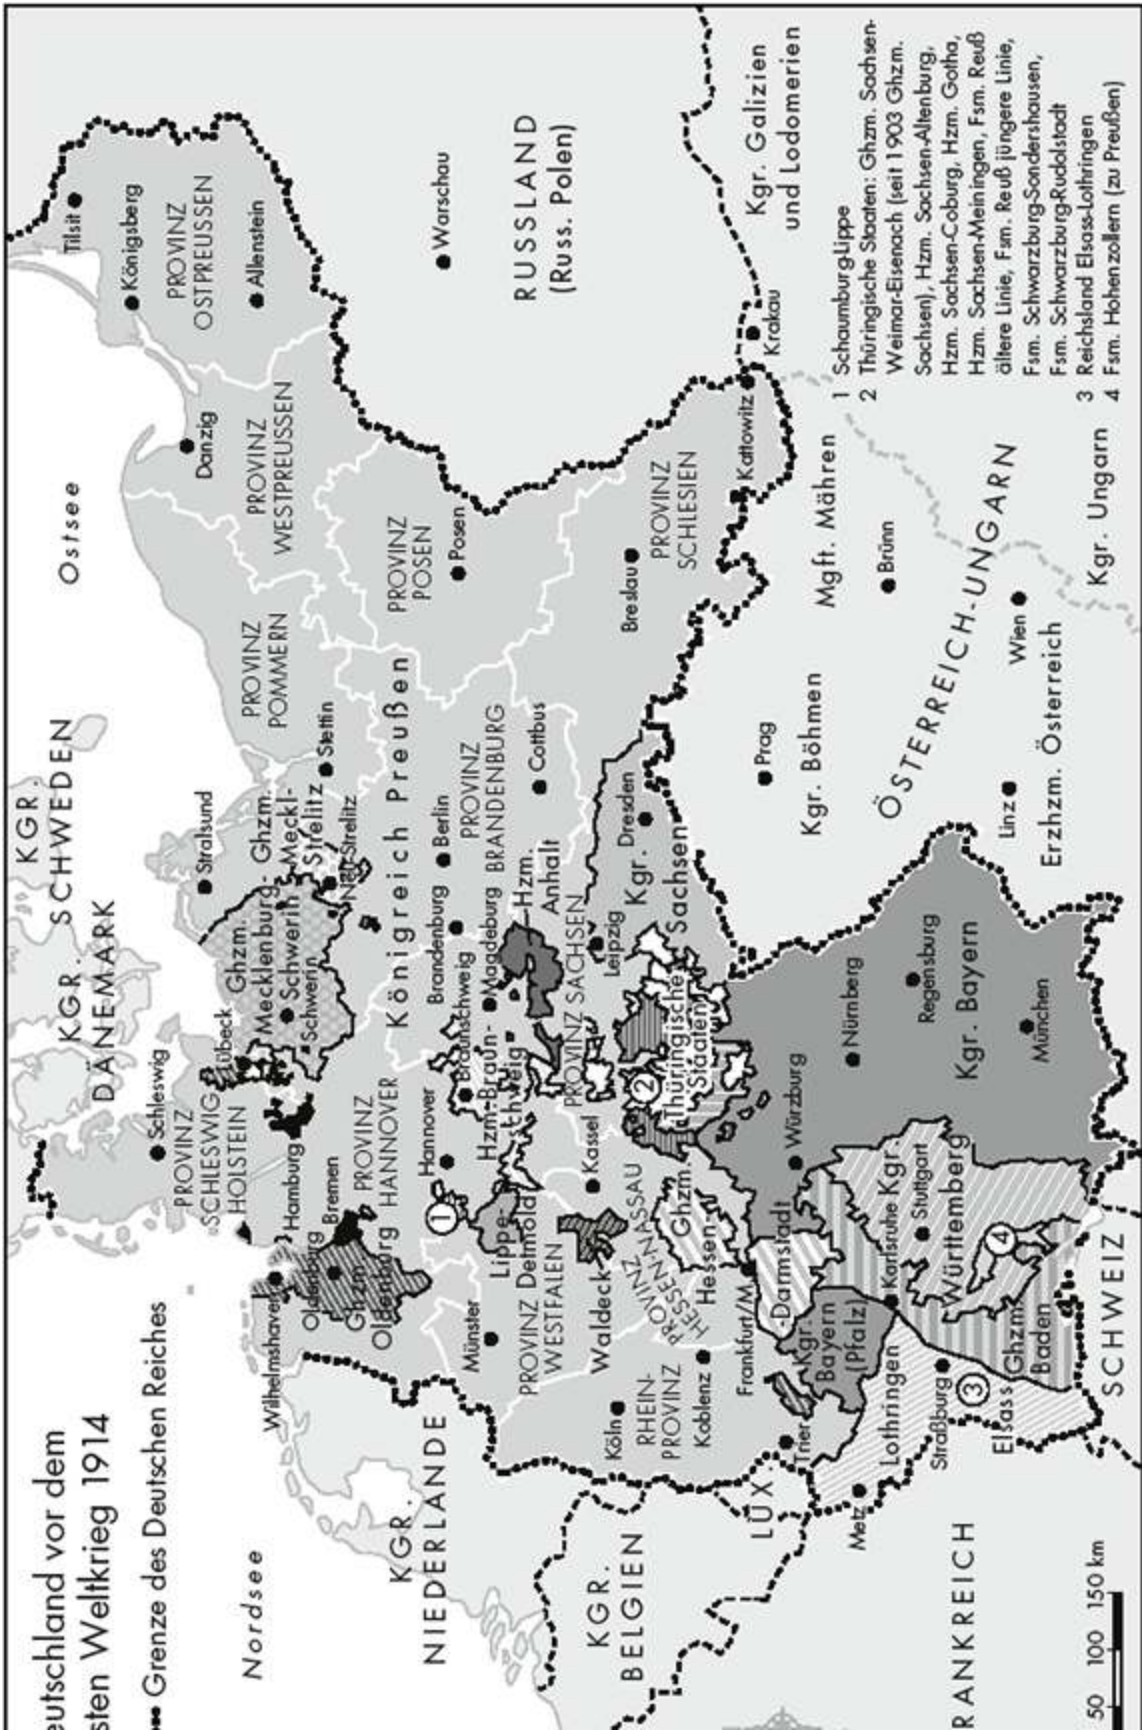 eutschland vor dem
sten Weltkrieg 1914
Grenze des Deutschen Reiches
Nordsee
Ostsee
KGR.
SCHWEDEN
KGR.
DÄNEMARK
KGR.
NIEDERLANDE
KGR.
BELGIEN
LUX.
RANKREICH
SCHWEIZ
RUSSLAND
(Russ. Polen)
Warschau
Kgr. Galizien
und Lodomerien
Krakau
ÖSTERREICH-UNGARN
Mgft. Mähren
Brünn
Kgr. Ungarn
Kgr. Böhmen
Prag
Wien
Linz
Erzhzm. Österreich
Tilsit
Königsberg
PROVINZ
OSTPREUSSEN
Allenstein
Danzig
PROVINZ
WESTPREUSSEN
PROVINZ
POSEN
Posen
PROVINZ
SCHLESIEN
Breslau
Kattowitz
PROVINZ
POMMERN
Stettin
Stralsund
Königreich Preußen
PROVINZ
BRANDENBURG
Berlin
Brandenburg
Cottbus
Ghzm.
Meckl-
Strelitz
Neu-Strelitz
Ghzm.
Mecklenburg-
Schwerin
Schwerin
Lübeck
Schleswig
PROVINZ
SCHLESWIG
HOLSTEIN
Hamburg
Bremen
PROVINZ
HANNOVER
Hannover
Wilhelmshaven
Oldenburg
Ghzm.
Oldenburg
Braunschweig
Hzm. Braun-
schweig
Magdeburg
Hzm.
Anhalt
PROVINZ SACHSEN
Leipzig
Dresden
Kgr.
Sachsen
Thüringische
Staaten
1
2
3
4
Lippe-
Detmold
Münster
PROVINZ
WESTFALEN
Waldeck
Kassel
PROVINZ
HESSEN-NASSAU
Köln
RHEIN-
PROVINZ
Koblenz
Frankfurt/M.
Ghzm.
Hessen-
Darmstadt
Trier
Kgr.
Bayern
(Pfalz)
Metz
Lothringen
Straßburg
Elsass
Ghzm.
Baden
Karlsruhe
Kgr.
Württemberg
Stuttgart
Würzburg
Nürnberg
Regensburg
Kgr. Bayern
München
1 Schaumburg-Lippe
2 Thüringische Staaten: Ghzm. Sachsen-
Weimar-Eisenach (seit 1903 Ghzm.
Sachsen), Hzm. Sachsen-Altenburg,
Hzm. Sachsen-Coburg, Hzm. Gotha,
Hzm. Sachsen-Meiningen, Fsm. Reuß
ältere Linie, Fsm. Reuß jüngere Linie,
Fsm. Schwarzburg-Sondershausen,
Fsm. Schwarzburg-Rudolstadt
3 Reichsland Elsass-Lothringen
4 Fsm. Hohenzollern (zu Preußen)
50 100 150 km